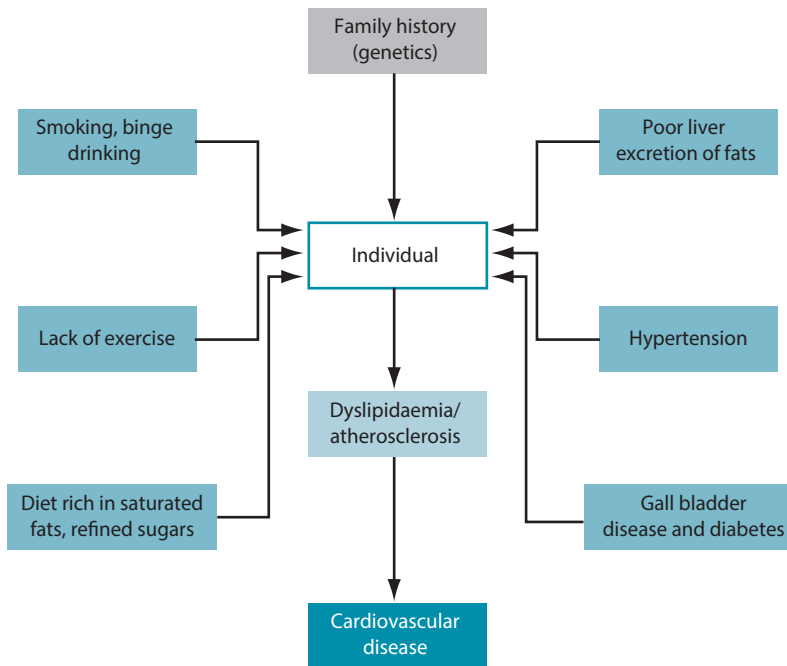 Family history
(genetics)
Smoking, binge
drinking
Poor liver
excretion of fats
Individual
Lack of exercise
Hypertension
Dyslipidaemia/
atherosclerosis
Diet rich in saturated
fats, refined sugars
Gall bladder
disease and diabetes
Cardiovascular
disease